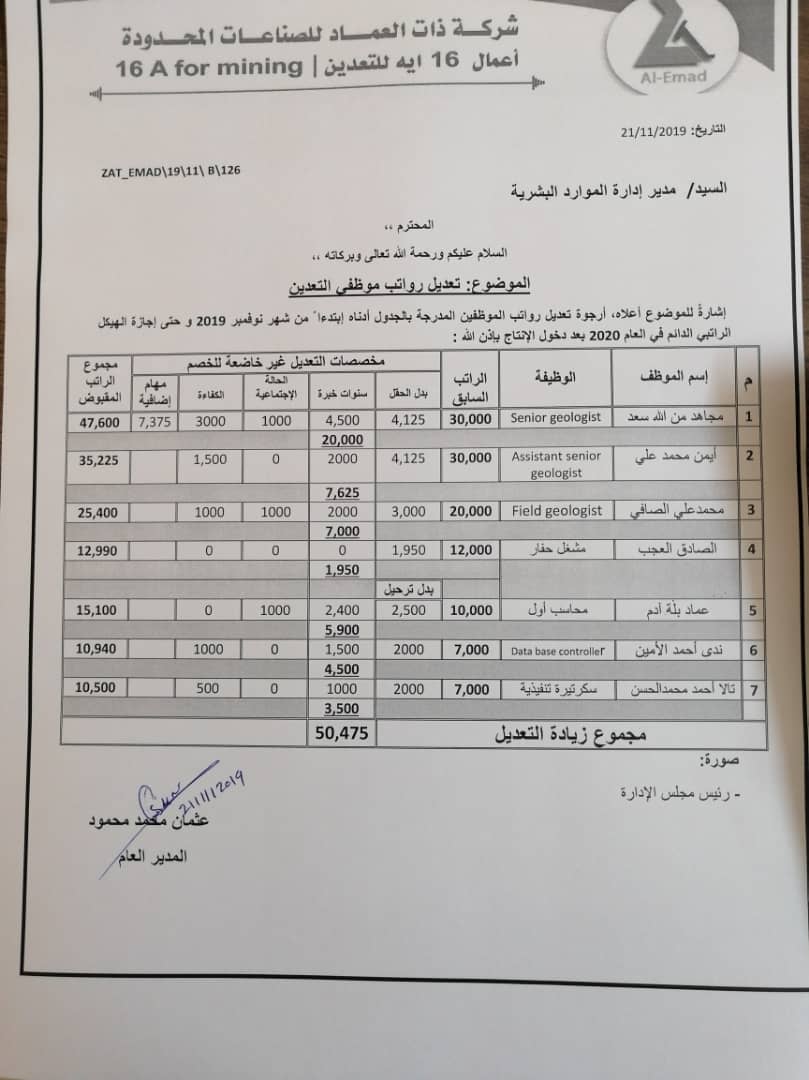 شركة ذات العماد للصناعات المحدودة
أعمال 16 ايه للتعدين | 16 A for mining
Al-Emad
التاريخ: 21/11/2019
ZAT_EMAD\19\11\ B\126
السيد/ مدير إدارة الموارد البشرية
المحترم ،،
السلام عليكم ورحمة الله تعالى وبركاته ،،
الموضوع: تعديل رواتب موظفي التعدين
إشارةً للموضوع أعلاه، أرجوة تعديل رواتب الموظفين المدرجة بالجدول أدناه إبتدءاً من شهر نوفمبر 2019 و حتى إجازة الهيكل
الراتبي الدائم في العام 2020 بعد دخول الإنتاج بإذن الله :
م | إسم الموظف | الوظيفة | الراتب السابق | مخصصات التعديل غير خاضعة للخصم | مجموع الراتب المقبوض
بدل الحقل | سنوات خبرة | الحالة الإجتماعية | الكفاءة | مهام إضافية
1 | مجاهد من الله سعد | Senior geologist | 30,000 | 4,125 | 4,500 | 1000 | 3000 | 7,375 | 47,600
20,000
2 | أيمن محمد علي | Assistant senior geologist | 30,000 | 4,125 | 2000 | 0 | 1,500 | 35,225
7,625
3 | محمدعلي الصافي | Field geologist | 20,000 | 3,000 | 2000 | 1000 | 1000 | 25,400
7,000
4 | الصادق العجب | مشغل حفار | 12,000 | 1,950 | 0 | 0 | 0 | 12,990
1,950
بدل ترحيل
5 | عماد بلّة أدم | محاسب أول | 10,000 | 2,500 | 2,400 | 1000 | 0 | 15,100
5,900
6 | ندى أحمد الأمين | Data base controller | 7,000 | 2000 | 1,500 | 0 | 1000 | 10,940
4,500
7 | تالا أحمد محمدالحسن | سكرتيرة تنفيذية | 7,000 | 2000 | 1000 | 0 | 500 | 10,500
3,500
مجموع زيادة التعديل | 50,475
صورة:
- رئيس مجلس الإدارة
21/11/2019
عثمان محمد محمود
المدير العام